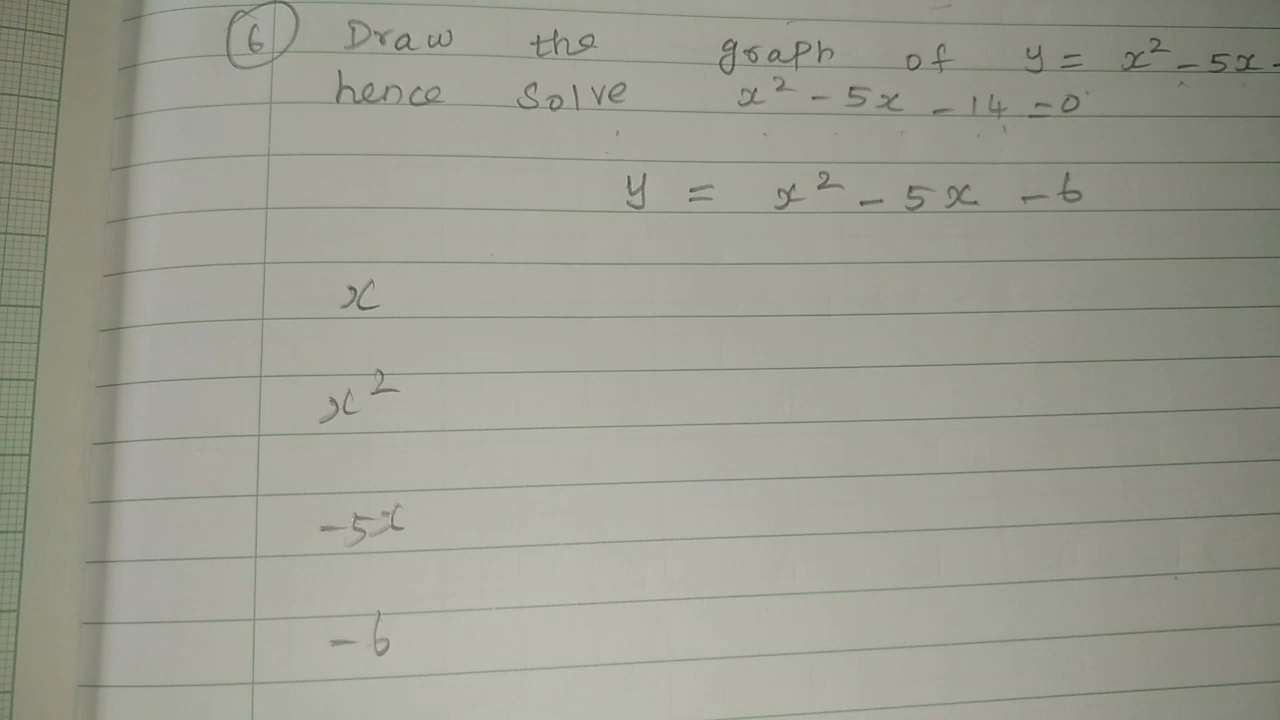 6 Draw the graph of y = x² - 5x -
hence solve x² - 5x - 14 = 0
y = x² - 5x - 6
x
x²
-5x
-6